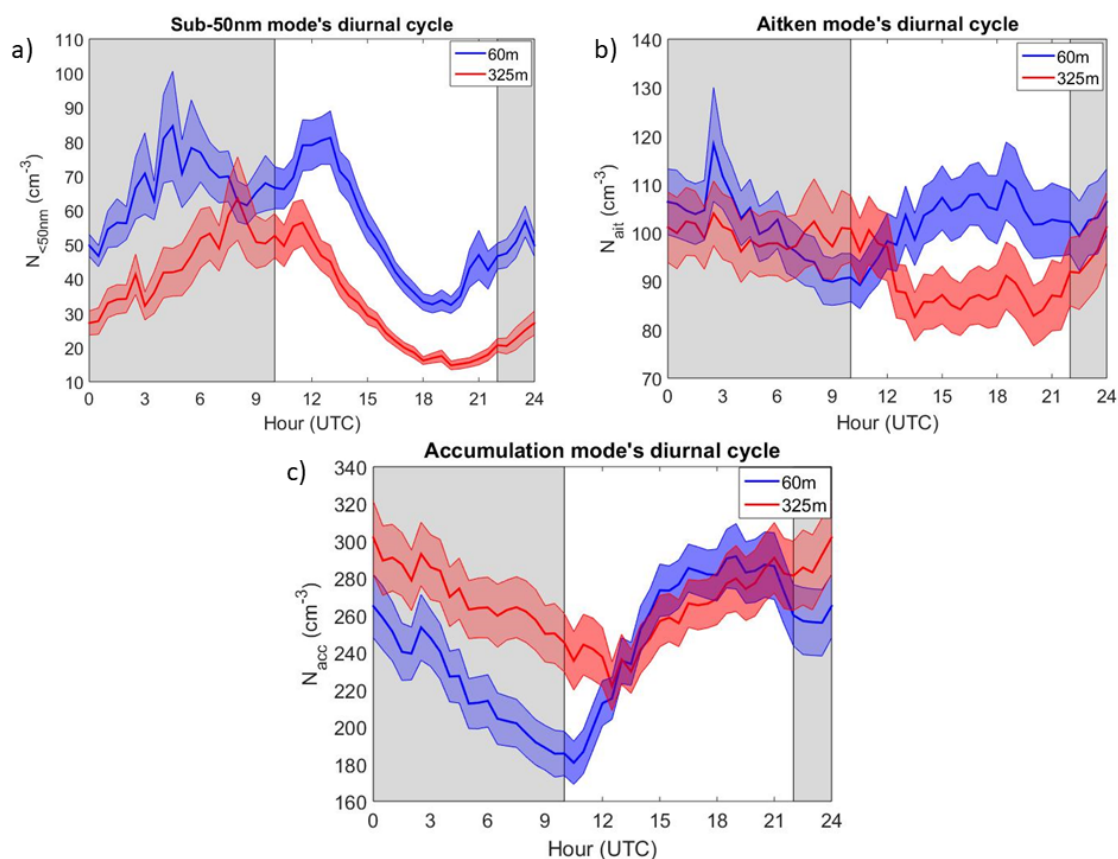 a)
Sub-50nm mode's diurnal cycle
60m
325m
110
100
90
80
70
60
50
40
30
20
10
N<50nm (cm-3)
0 3 6 9 12 15 18 21 24
Hour (UTC)
b)
Aitken mode's diurnal cycle
60m
325m
140
130
120
110
100
90
80
70
Nait (cm-3)
0 3 6 9 12 15 18 21 24
Hour (UTC)
c)
Accumulation mode's diurnal cycle
60m
325m
340
320
300
280
260
240
220
200
180
160
Nacc (cm-3)
0 3 6 9 12 15 18 21 24
Hour (UTC)